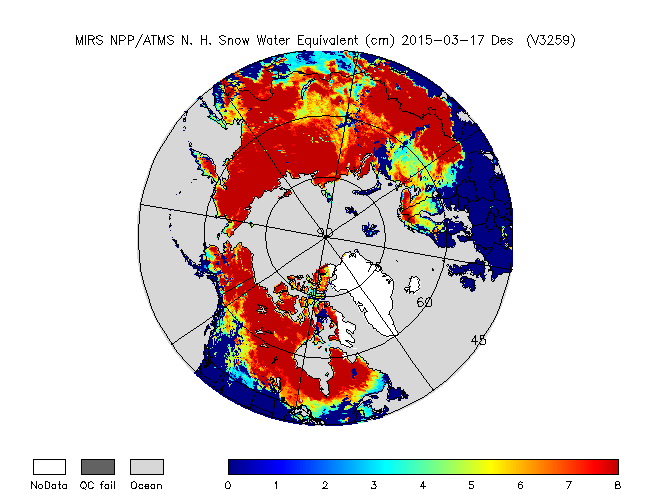 MIRS NPP/ATMS N. H. Snow Water Equivalent (cm) 2015-03-17 Des (V3259)
90
75
60
45
NoData QC fail Ocean 0 1 2 3 4 5 6 7 8